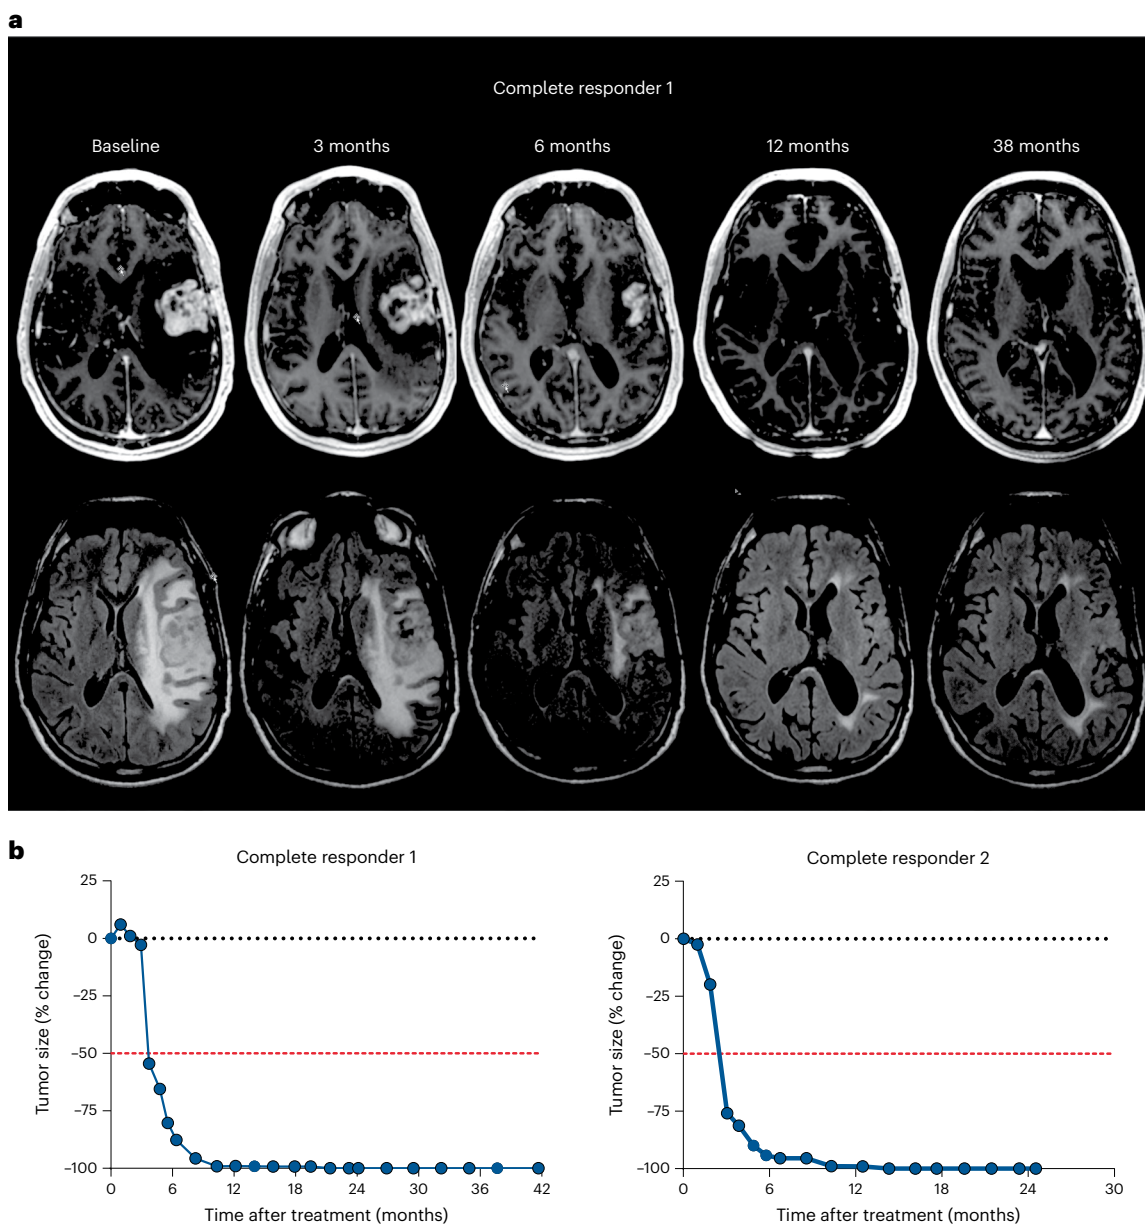 a
Complete responder 1
Baseline
3 months
6 months
12 months
38 months
b
Complete responder 1
Complete responder 2
Tumor size (% change)
25
0
–25
–50
–75
–100
0
6
12
18
24
30
36
42
Time after treatment (months)
Tumor size (% change)
25
0
–25
–50
–75
–100
0
6
12
18
24
30
Time after treatment (months)